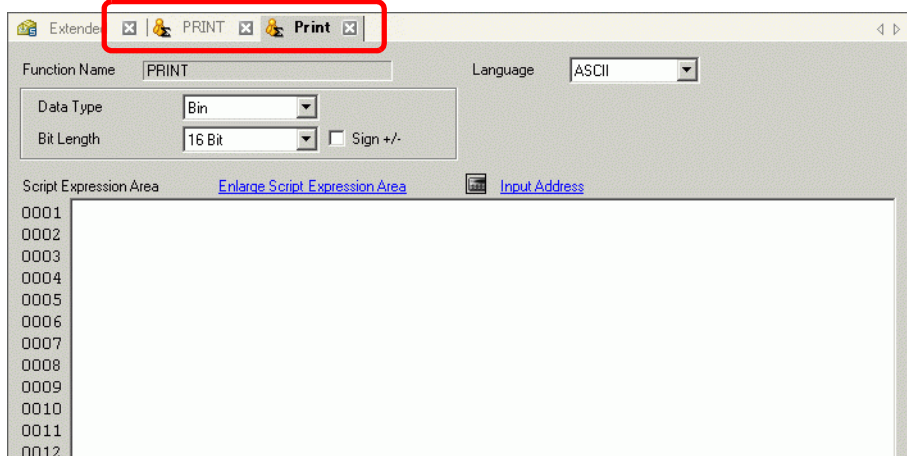 Extende PRINT Print
Function Name PRINT Language ASCII
Data Type Bin
Bit Length 16 Bit Sign +/-
Script Expression Area Enlarge Script Expression Area Input Address
0001
0002
0003
0004
0005
0006
0007
0008
0009
0010
0011
0012